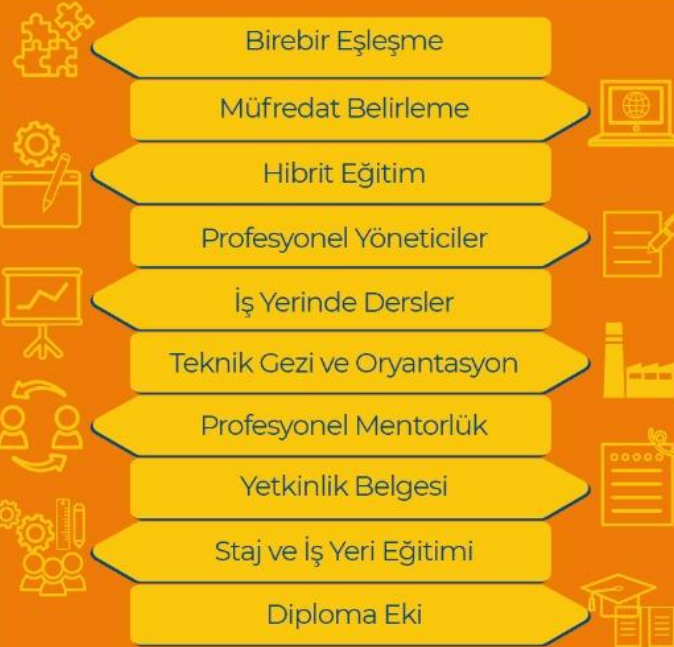 Birebir Eşleşme
Müfredat Belirleme
Hibrit Eğitim
Profesyonel Yöneticiler
İş Yerinde Dersler
Teknik Gezi ve Oryantasyon
Profesyonel Mentorlük
Yetkinlik Belgesi
Staj ve İş Yeri Eğitimi
Diploma Eki